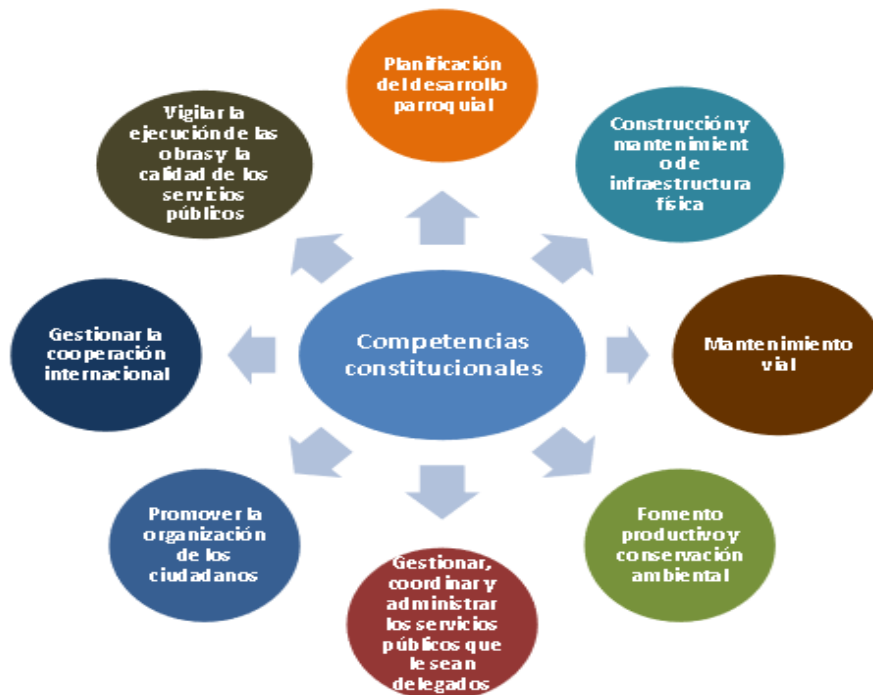 Planificación
del desarrollo
parroquial
Construcción y
mantenimient
o de
infraestructura
física
Mantenimiento
vial
Fomento
productivo y
conservación
ambiental
Gestionar,
coordinar y
administrar
los servicios
públicos que
le sean
delegados
Promover la
organización
de los
ciudadanos
Gestionar la
cooperación
internacional
Vigilar la
ejecución de las
obras y la
calidad de los
servicios
públicos
Competencias
constitucionales